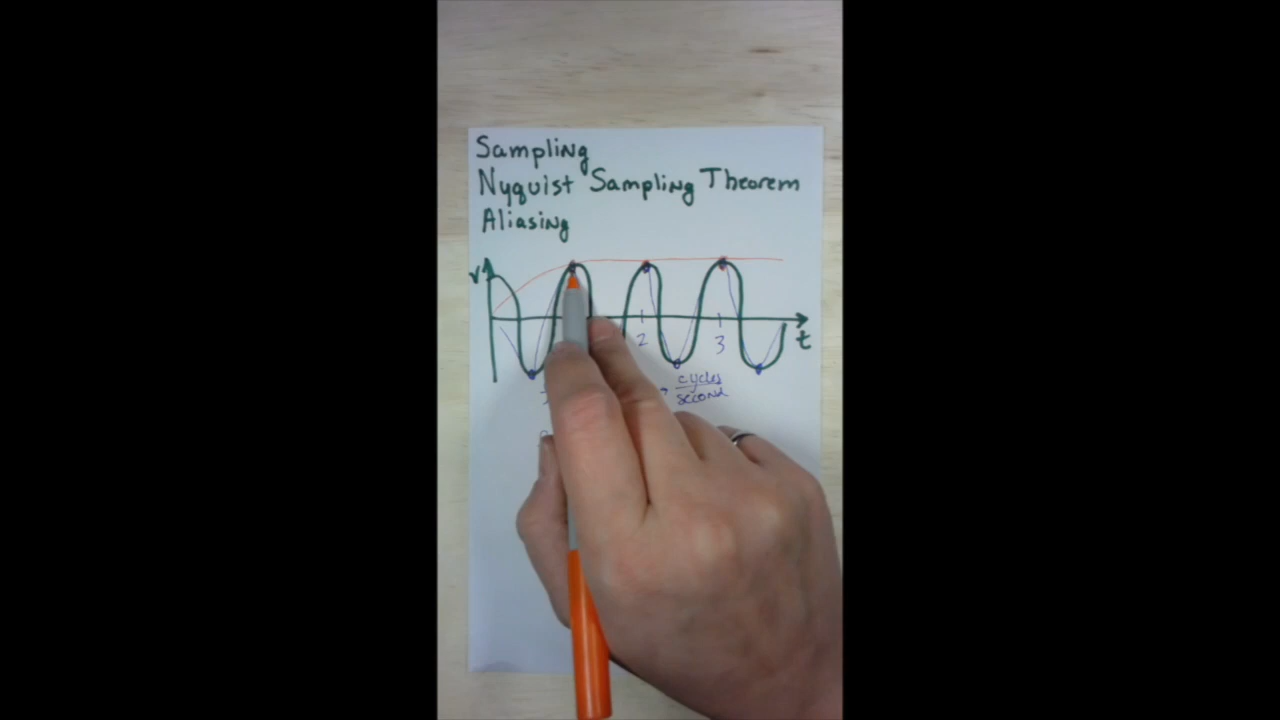 Sampling
Nyquist Sampling Theorem
Aliasing
v
2 3 t
cycles
second